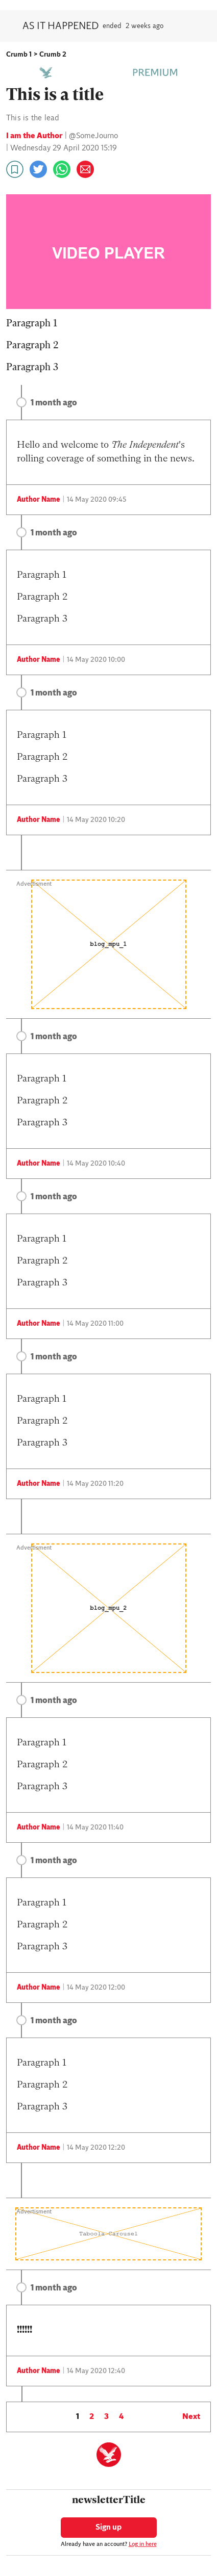 AS IT HAPPENED ended 2 weeks ago
Crumb 1 > Crumb 2
PREMIUM
This is a title
This is the lead
I am the Author | @SomeJourno
| Wednesday 29 April 2020 15:19
VIDEO PLAYER
Paragraph 1
Paragraph 2
Paragraph 3
1 month ago
Hello and welcome to The Independent's
rolling coverage of something in the news.
Author Name | 14 May 2020 09:45
1 month ago
Paragraph 1
Paragraph 2
Paragraph 3
Author Name | 14 May 2020 10:00
1 month ago
Paragraph 1
Paragraph 2
Paragraph 3
Author Name | 14 May 2020 10:20
Advertisment
blog_mpu_1
1 month ago
Paragraph 1
Paragraph 2
Paragraph 3
Author Name | 14 May 2020 10:40
1 month ago
Paragraph 1
Paragraph 2
Paragraph 3
Author Name | 14 May 2020 11:00
1 month ago
Paragraph 1
Paragraph 2
Paragraph 3
Author Name | 14 May 2020 11:20
Advertisment
blog_mpu_2
1 month ago
Paragraph 1
Paragraph 2
Paragraph 3
Author Name | 14 May 2020 11:40
1 month ago
Paragraph 1
Paragraph 2
Paragraph 3
Author Name | 14 May 2020 12:00
1 month ago
Paragraph 1
Paragraph 2
Paragraph 3
Author Name | 14 May 2020 12:20
Advertisment
Taboola Carousel
1 month ago
!!!!!!
Author Name | 14 May 2020 12:40
1 2 3 4 Next
newsletterTitle
Sign up
Already have an account? Log in here